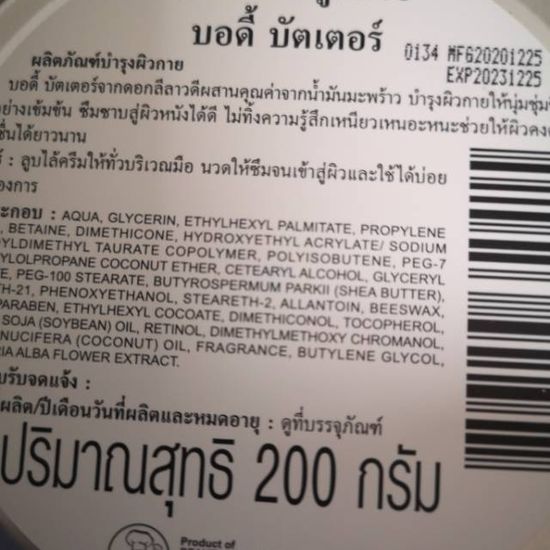 บอดี้ บัตเตอร์
0134 MFG20201225
EXP20231225
ผลิตภัณฑ์บำรุงผิวกาย
บอดี้ บัตเตอร์จากดอกลีลาวดีผสานคุณค่าจากน้ำมันมะพร้าว บำรุงผิวกายให้นุ่มชุ่ม
อย่างเข้มข้น ซึมซาบสู่ผิวหนังได้ดี ไม่ทิ้งความรู้สึกเหนียวเหนอะหนะช่วยให้ผิวคง
ชื่นได้ยาวนาน
: ลูบไล้ครีมให้ทั่วบริเวณมือ นวดให้ซึมจนเข้าสู่ผิวและใช้ได้บ่อย
องการ
ะกอบ : AQUA, GLYCERIN, ETHYLHEXYL PALMITATE, PROPYLENE
, BETAINE, DIMETHICONE, HYDROXYETHYL ACRYLATE/ SODIUM
YLDIMETHYL TAURATE COPOLYMER, POLYISOBUTENE, PEG-7
YLOLPROPANE COCONUT ETHER, CETEARYL ALCOHOL, GLYCERYL
TE, PEG-100 STEARATE, BUTYROSPERMUM PARKII (SHEA BUTTER),
TH-21, PHENOXYETHANOL, STEARETH-2, ALLANTOIN, BEESWAX,
PARABEN, ETHYLHEXYL COCOATE, DIMETHICONOL, TOCOPHEROL,
SOJA (SOYBEAN) OIL, RETINOL, DIMETHYLMETHOXY CHROMANOL,
NUCIFERA (COCONUT) OIL, FRAGRANCE, BUTYLENE GLYCOL,
RIA ALBA FLOWER EXTRACT.
บรับจดแจ้ง :
ผลิต/ปีเดือนวันที่ผลิตและหมดอายุ : ดูที่บรรจุภัณฑ์
ปริมาณสุทธิ 200 กรัม
Product of